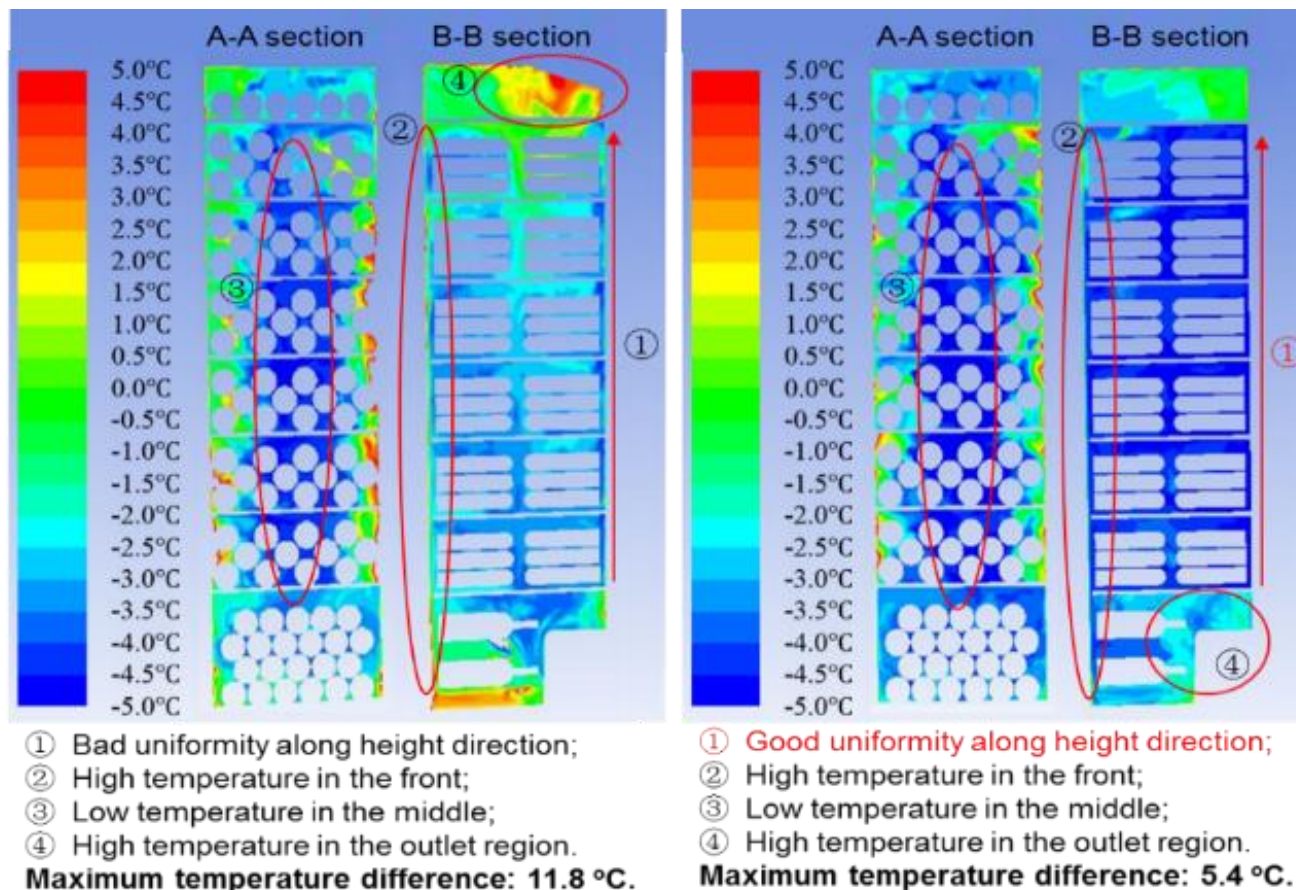 A-A section B-B section
5.0°C
4.5°C
4.0°C
3.5°C
3.0°C
2.5°C
2.0°C
1.5°C
1.0°C
0.5°C
0.0°C
-0.5°C
-1.0°C
-1.5°C
-2.0°C
-2.5°C
-3.0°C
-3.5°C
-4.0°C
-4.5°C
-5.0°C
④
②
③
①
① Bad uniformity along height direction;
② High temperature in the front;
③ Low temperature in the middle;
④ High temperature in the outlet region.
Maximum temperature difference: 11.8 °C.
A-A section B-B section
5.0°C
4.5°C
4.0°C
3.5°C
3.0°C
2.5°C
2.0°C
1.5°C
1.0°C
0.5°C
0.0°C
-0.5°C
-1.0°C
-1.5°C
-2.0°C
-2.5°C
-3.0°C
-3.5°C
-4.0°C
-4.5°C
-5.0°C
②
③
①
④
① Good uniformity along height direction;
② High temperature in the front;
③ Low temperature in the middle;
④ High temperature in the outlet region.
Maximum temperature difference: 5.4 °C.